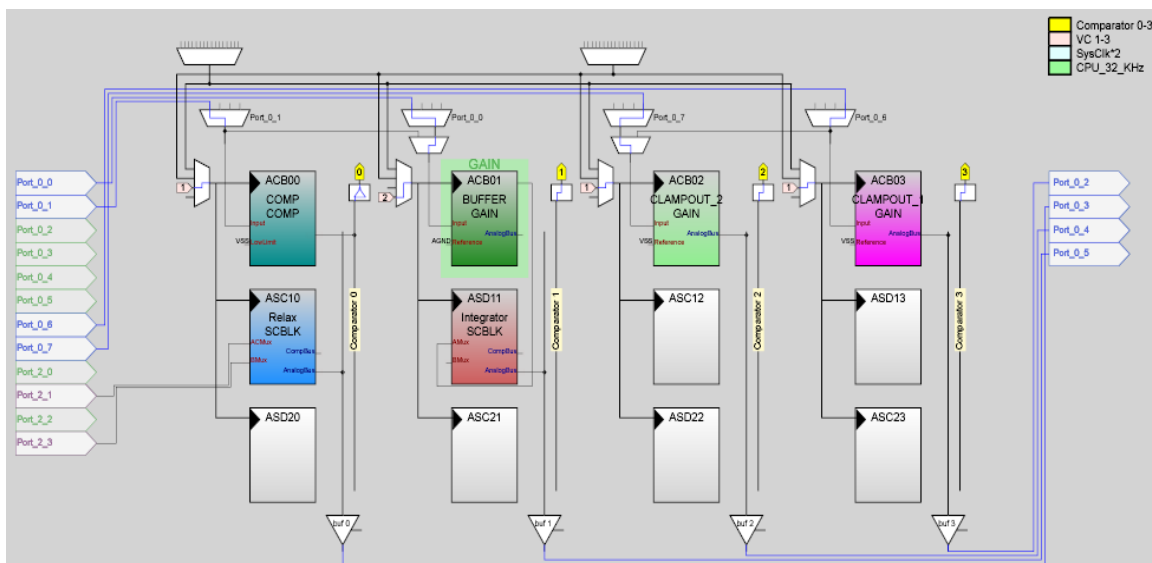 Comparator 0-3
VC 1-3
SysClk*2
CPU_32_KHz
Port_0_1
Port_0_0
Port_0_7
Port_0_6
Port_0_0
Port_0_1
Port_0_2
Port_0_3
Port_0_4
Port_0_5
Port_0_6
Port_0_7
Port_2_0
Port_2_1
Port_2_2
Port_2_3
1
ACB00
COMP
COMP
Input
VSS LowLimit
0
Comparator 0
ASC10
Relax
SCBLK
ACMux
BMux
CompBus
AnalogBus
ASD20
buf 0
2
GAIN
ACB01
BUFFER
GAIN
Input
AnalogBus
AGND Reference
1
Comparator 1
ASD11
Integrator
SCBLK
AMux
BMux
CompBus
AnalogBus
ASC21
buf 1
1
ACB02
CLAMPOUT_2
GAIN
Input
AnalogBus
VSS Reference
2
Comparator 2
ASC12
ASD22
buf 2
1
ACB03
CLAMPOUT_1
GAIN
Input
AnalogBus
VSS Reference
3
Comparator 3
ASD13
ASC23
buf 3
Port_0_2
Port_0_3
Port_0_4
Port_0_5